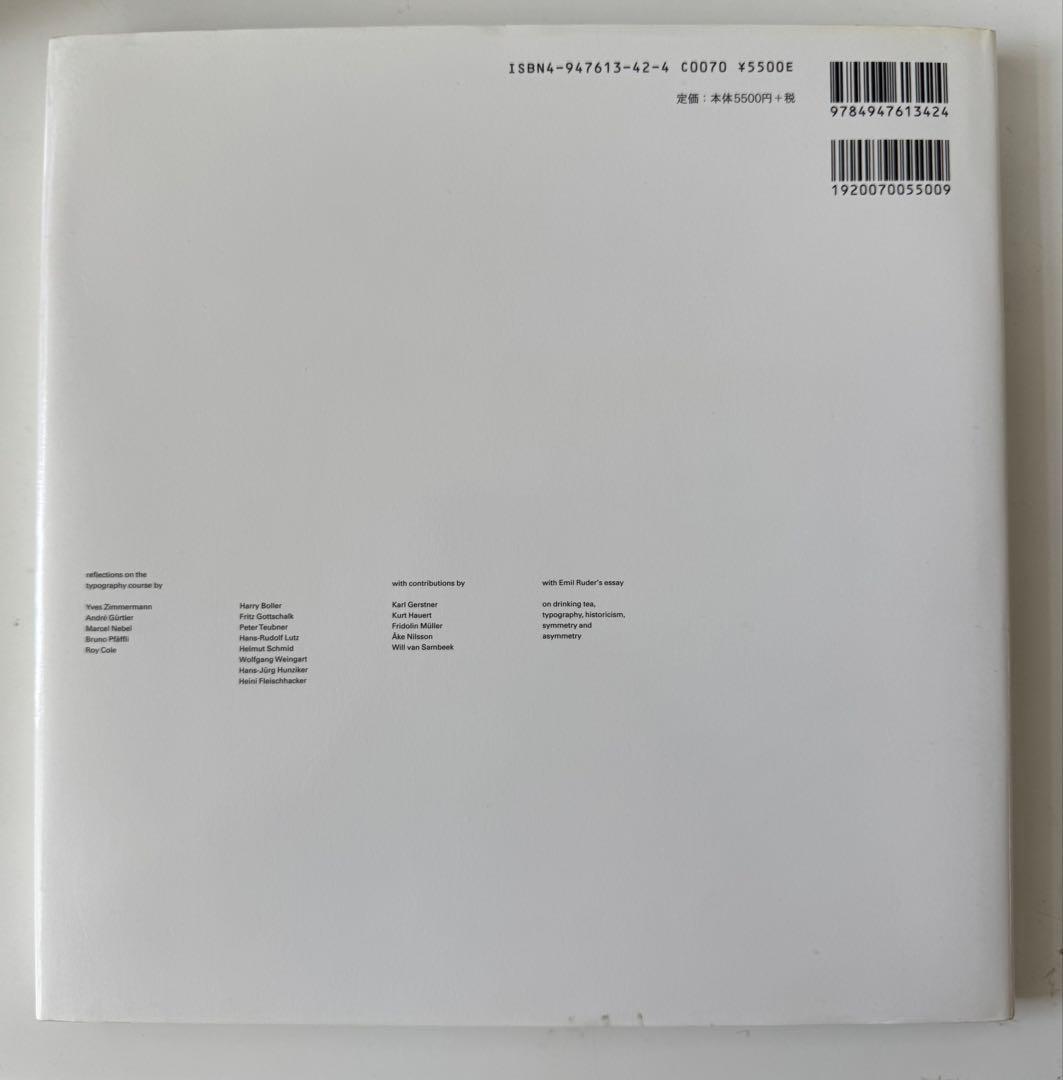 ISBN4-947613-42-4 C0070 ¥5500E
定価：本体5500円＋税
9784947613424
1920070055009
reflections on the
typography course by
Yves Zimmermann
André Gürtler
Marcel Nebel
Bruno Pfäffli
Roy Cole
Harry Boller
Fritz Gottschalk
Peter Teubner
Hans-Rudolf Lutz
Helmut Schmid
Wolfgang Weingart
Hans-Jürg Hunziker
Heini Fleischhacker
with contributions by
Karl Gerstner
Kurt Hauert
Fridolin Müller
Åke Nilsson
Will van Sambeek
with Emil Ruder's essay
on drinking tea,
typography, historicism,
symmetry and
asymmetry